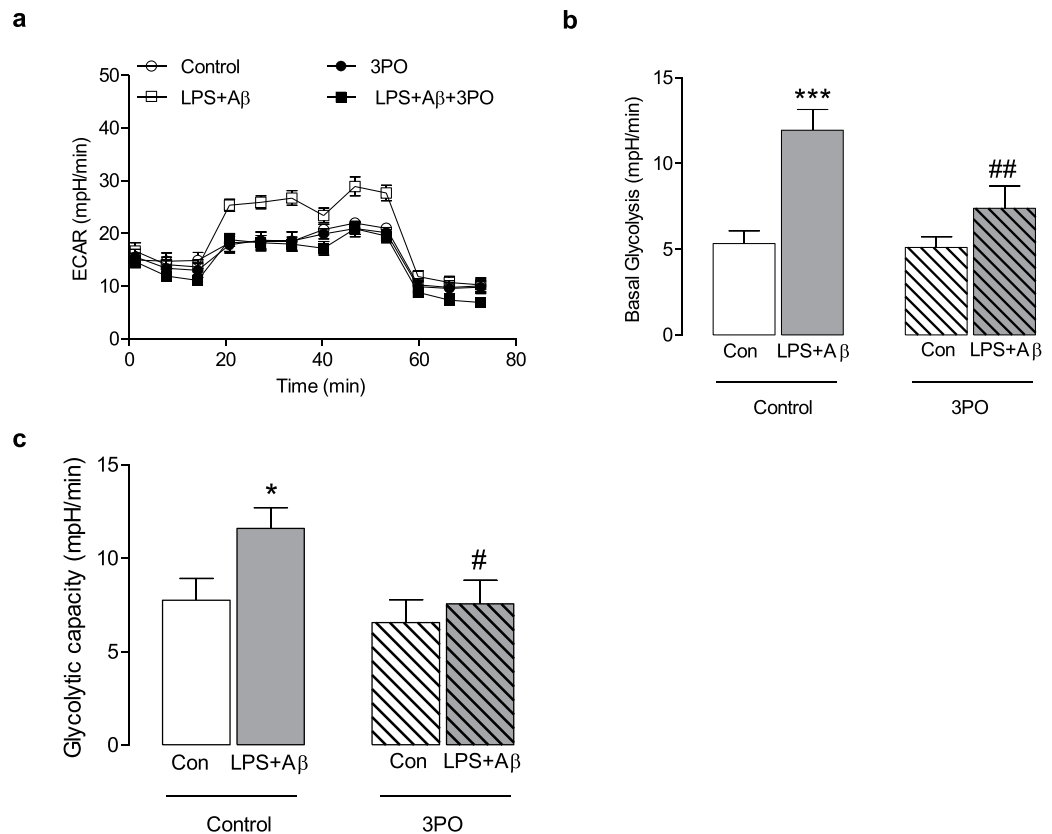 a
Control
3PO
LPS+Aβ
LPS+Aβ+3PO
ECAR (mpH/min)
50
40
30
20
10
0
0 20 40 60 80
Time (min)
b
Basal Glycolysis (mpH/min)
15
10
5
0
***
##
Con LPS+Aβ Con LPS+Aβ
Control 3PO
c
Glycolytic capacity (mpH/min)
15
10
5
0
*
#
Con LPS+Aβ Con LPS+Aβ
Control 3PO